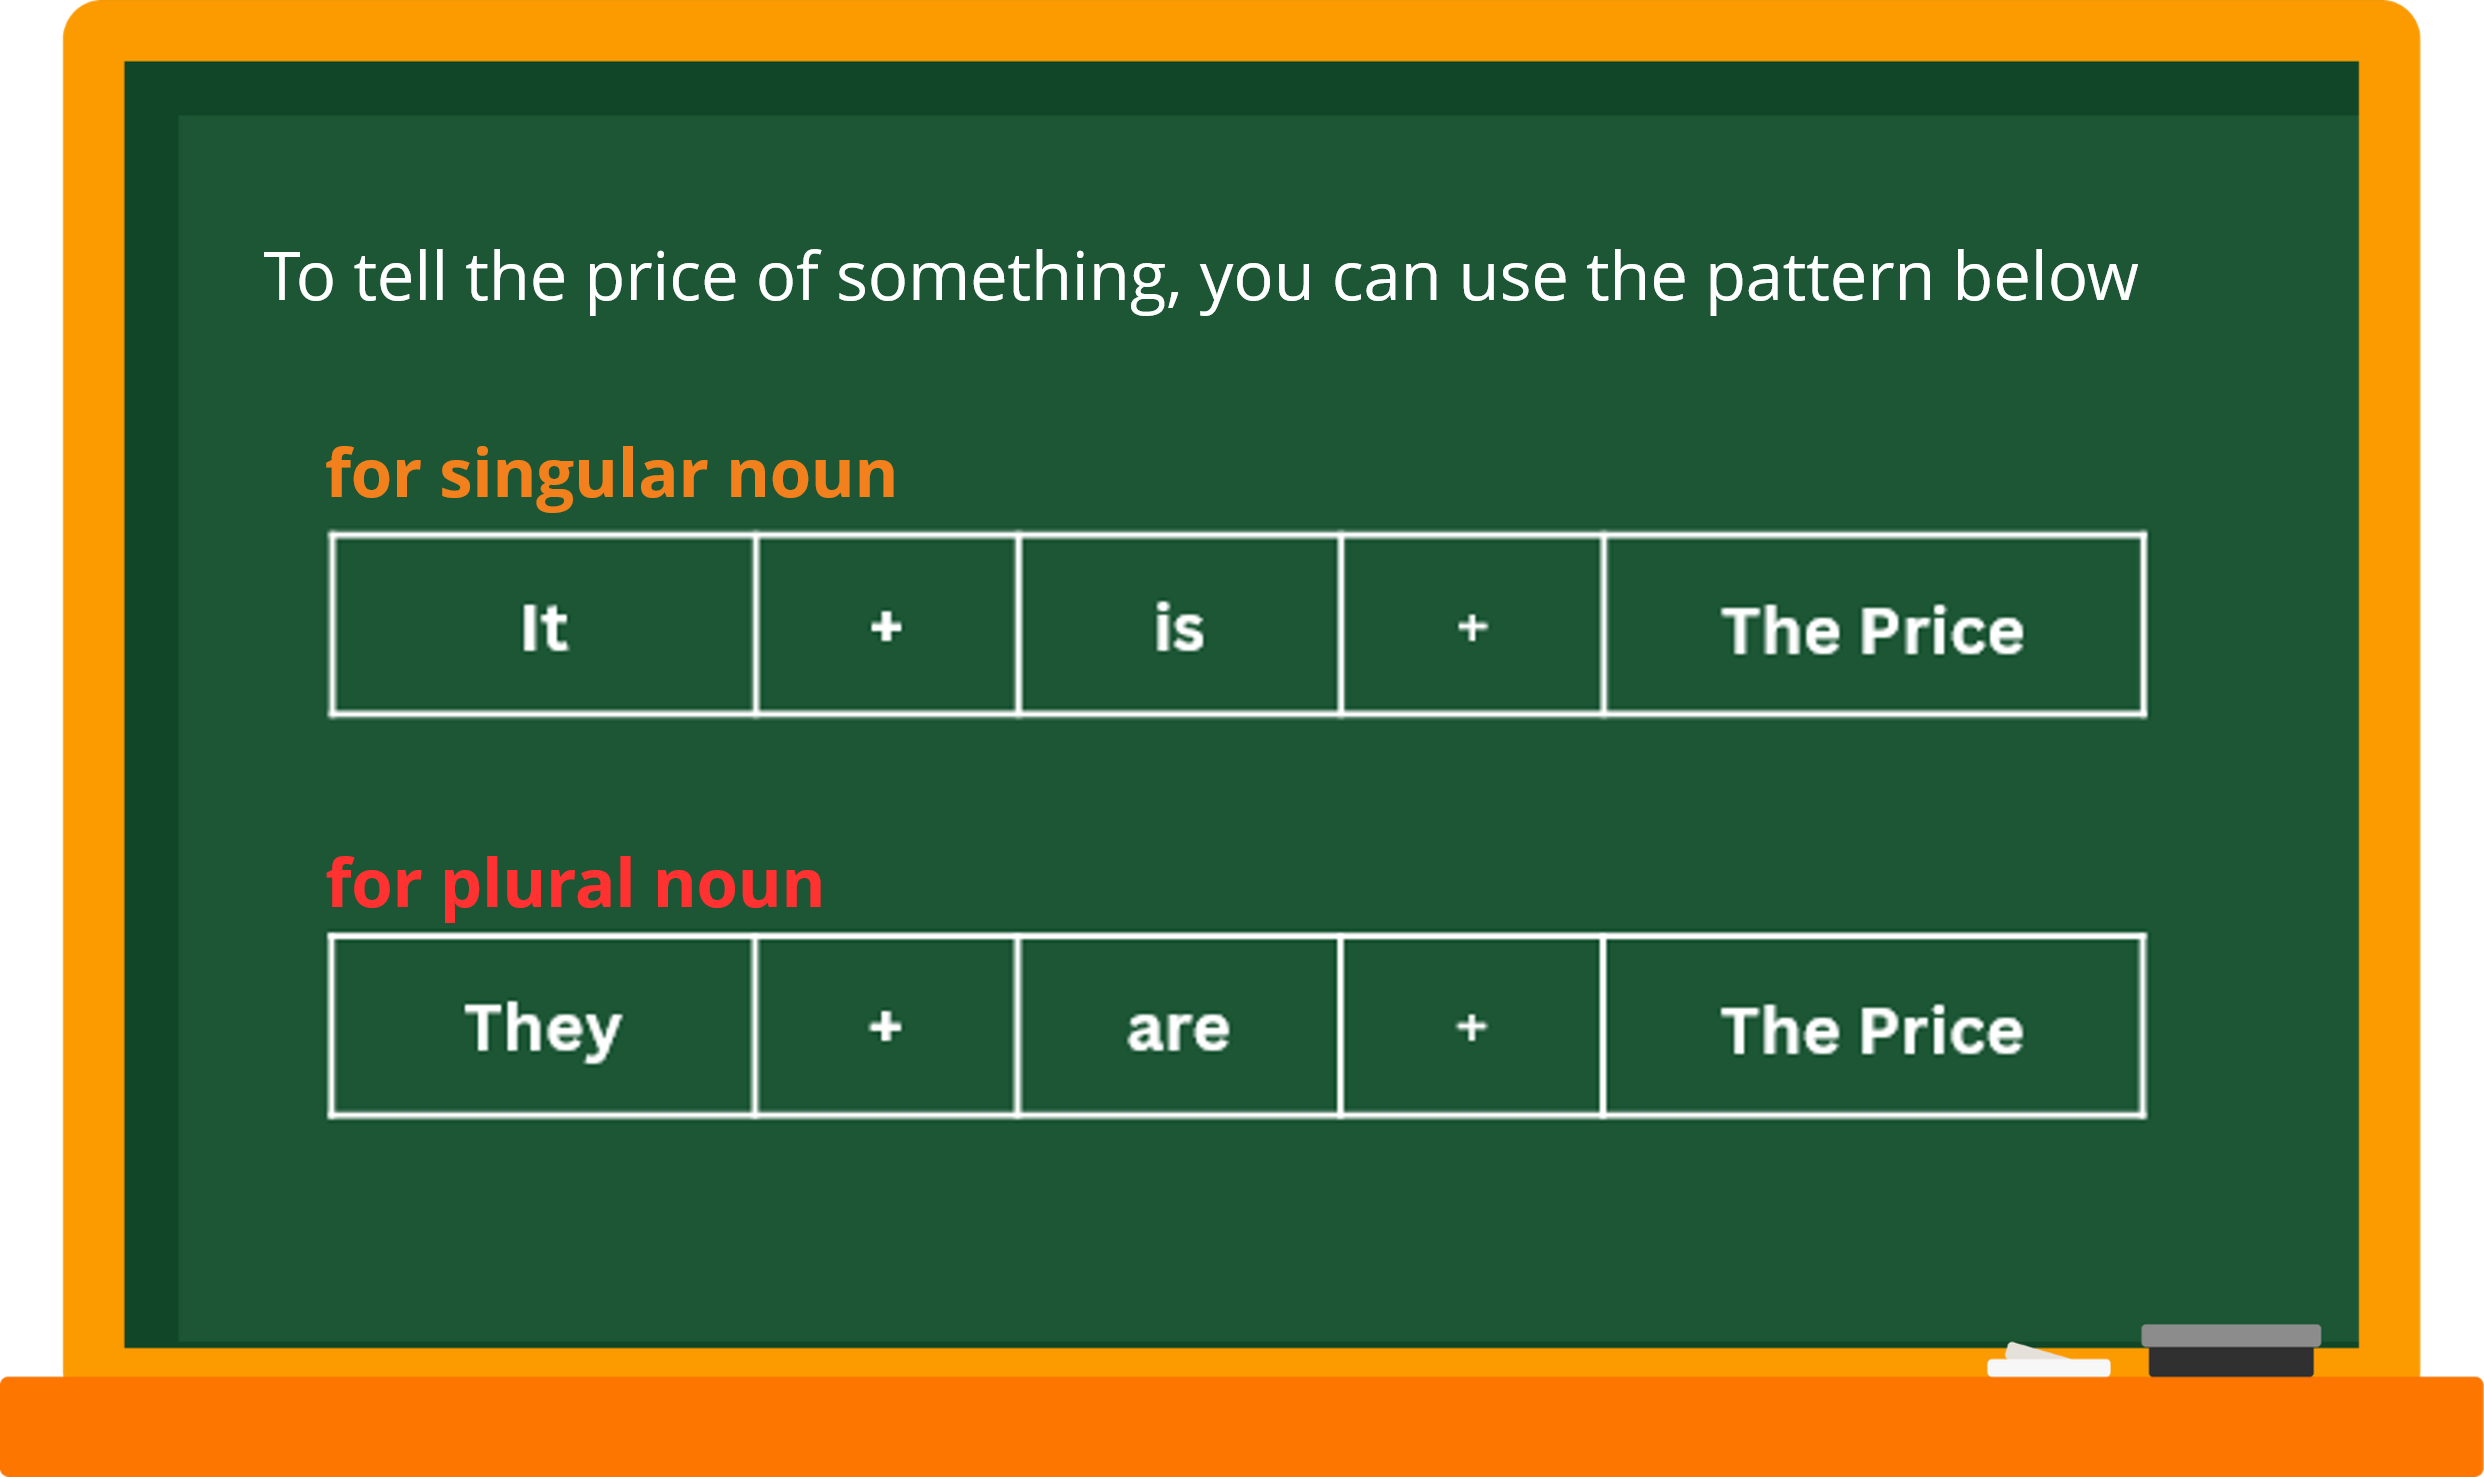 To tell the price of something, you can use the pattern below
for singular noun
It + is + The Price
for plural noun
They + are + The Price